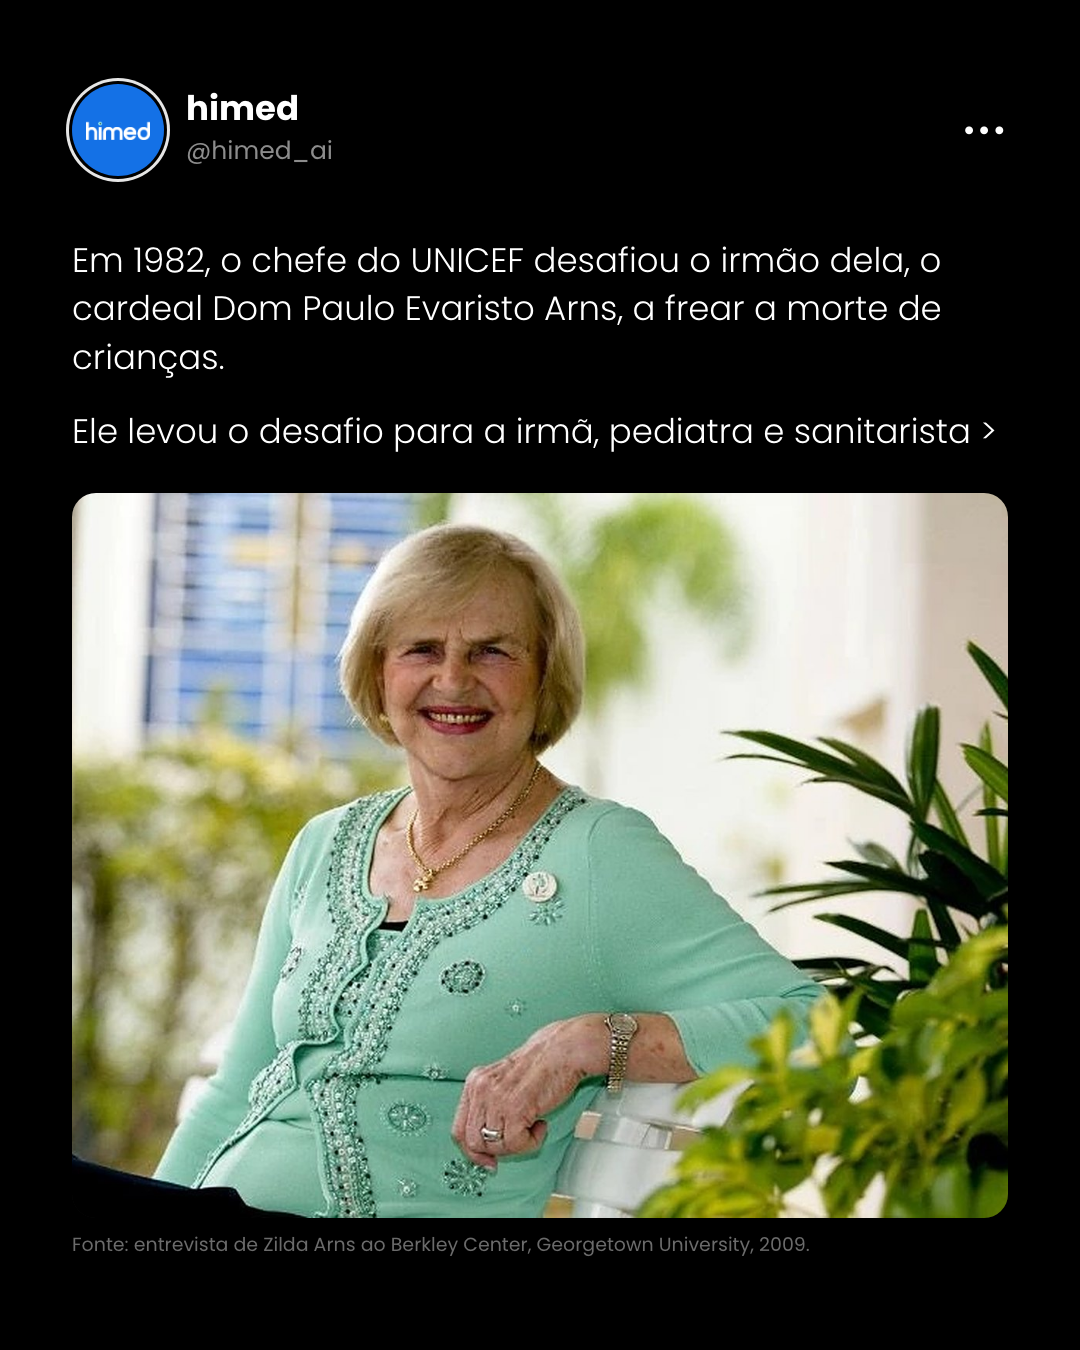 himed
himed
@himed_ai
Em 1982, o chefe do UNICEF desafiou o irmão dela, o
cardeal Dom Paulo Evaristo Arns, a frear a morte de
crianças.
Ele levou o desafio para a irmã, pediatra e sanitarista >
Fonte: entrevista de Zilda Arns ao Berkley Center, Georgetown University, 2009.